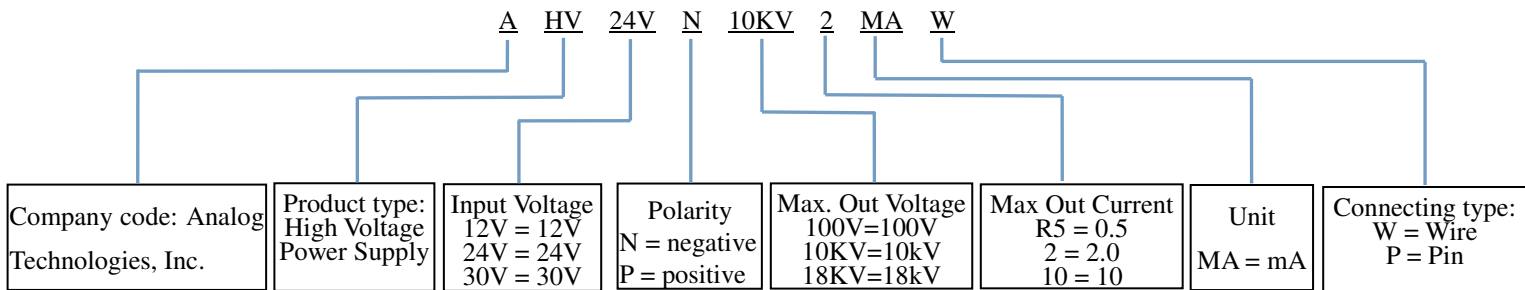 A HV 24V N 10KV 2 MA W
Company code: Analog
Technologies, Inc.
Product type:
High Voltage
Power Supply
Input Voltage
12V = 12V
24V = 24V
30V = 30V
Polarity
N = negative
P = positive
Max. Out Voltage
100V=100V
10KV=10kV
18KV=18kV
Max Out Current
R5 = 0.5
2 = 2.0
10 = 10
Unit
MA = mA
Connecting type:
W = Wire
P = Pin